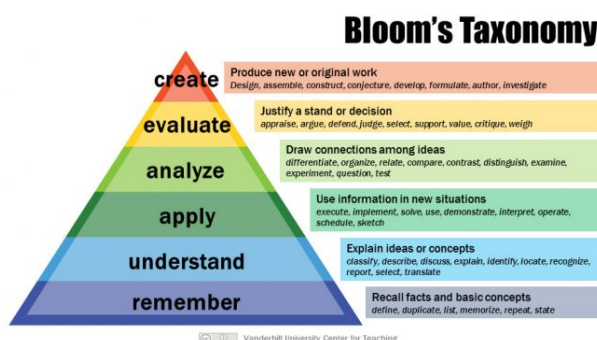 Bloom's Taxonomy
create
Produce new or original work
Design, assemble, construct, conjecture, develop, formulate, author, investigate
evaluate
Justify a stand or decision
appraise, argue, defend, judge, select, support, value, critique, weigh
analyze
Draw connections among ideas
differentiate, organize, relate, compare, contrast, distinguish, examine,
experiment, question, test
apply
Use information in new situations
execute, implement, solve, use, demonstrate, interpret, operate,
schedule, sketch
understand
Explain ideas or concepts
classify, describe, discuss, explain, identify, locate, recognize,
report, select, translate
remember
Recall facts and basic concepts
define, duplicate, list, memorize, repeat, state
Vanderbilt University Center for Teaching